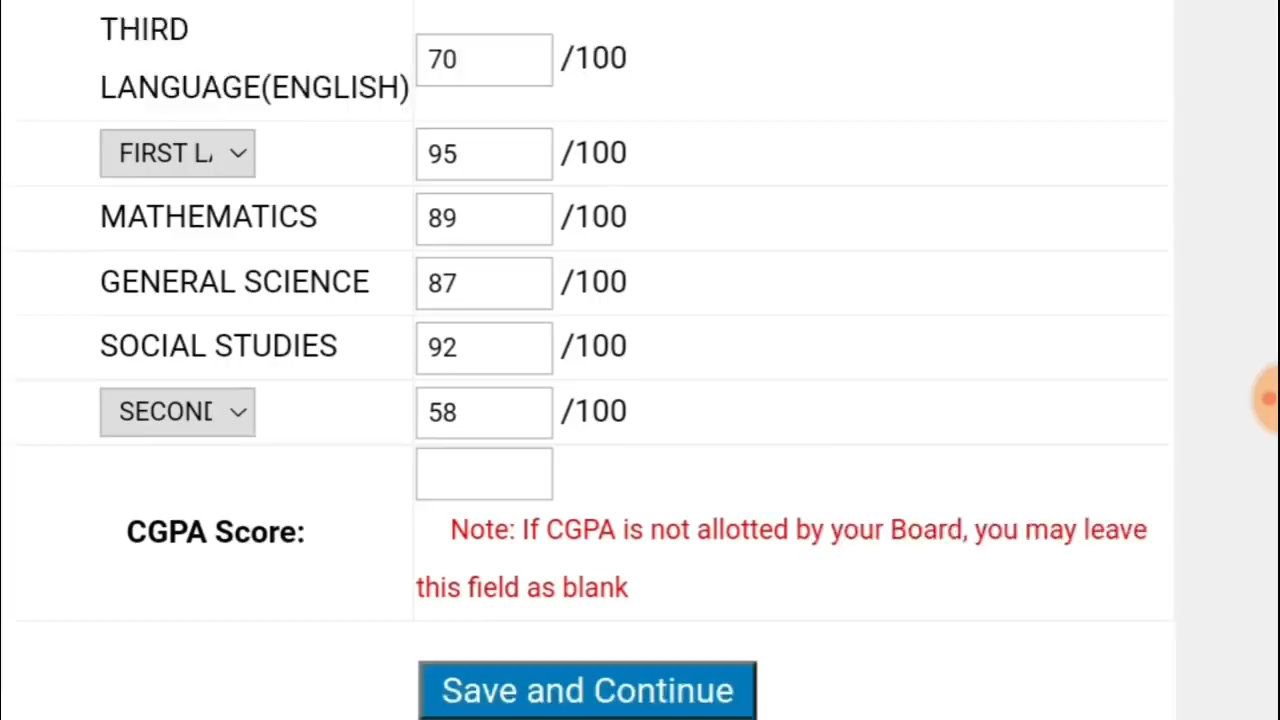 THIRD
LANGUAGE(ENGLISH)
70 /100
FIRST L
95 /100
MATHEMATICS 89 /100
GENERAL SCIENCE 87 /100
SOCIAL STUDIES 92 /100
SECOND 58 /100
CGPA Score:
Note: If CGPA is not allotted by your Board, you may leave
this field as blank
Save and Continue